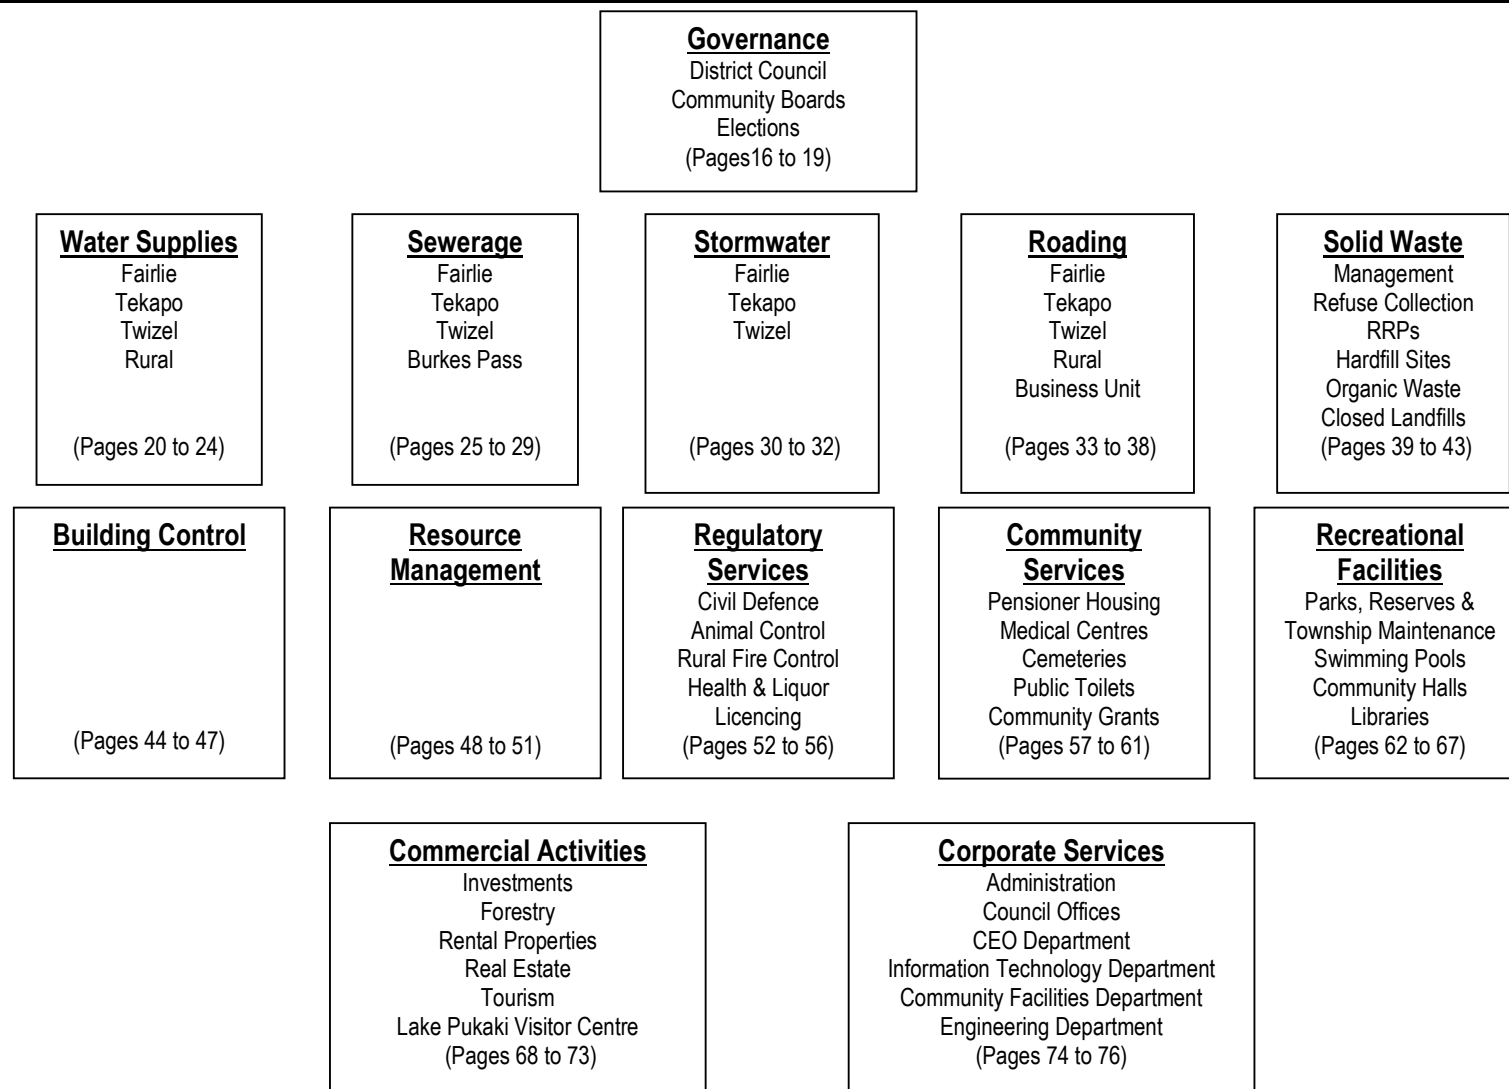 Governance
District Council
Community Boards
Elections
(Pages16 to 19)
Water Supplies
Fairlie
Tekapo
Twizel
Rural
(Pages 20 to 24)
Sewerage
Fairlie
Tekapo
Twizel
Burkes Pass
(Pages 25 to 29)
Stormwater
Fairlie
Tekapo
Twizel
(Pages 30 to 32)
Roading
Fairlie
Tekapo
Twizel
Rural
Business Unit
(Pages 33 to 38)
Solid Waste
Management
Refuse Collection
RRPs
Hardfill Sites
Organic Waste
Closed Landfills
(Pages 39 to 43)
Building Control
(Pages 44 to 47)
Resource
Management
(Pages 48 to 51)
Regulatory
Services
Civil Defence
Animal Control
Rural Fire Control
Health & Liquor
Licencing
(Pages 52 to 56)
Community
Services
Pensioner Housing
Medical Centres
Cemeteries
Public Toilets
Community Grants
(Pages 57 to 61)
Recreational
Facilities
Parks, Reserves &
Township Maintenance
Swimming Pools
Community Halls
Libraries
(Pages 62 to 67)
Commercial Activities
Investments
Forestry
Rental Properties
Real Estate
Tourism
Lake Pukaki Visitor Centre
(Pages 68 to 73)
Corporate Services
Administration
Council Offices
CEO Department
Information Technology Department
Community Facilities Department
Engineering Department
(Pages 74 to 76)